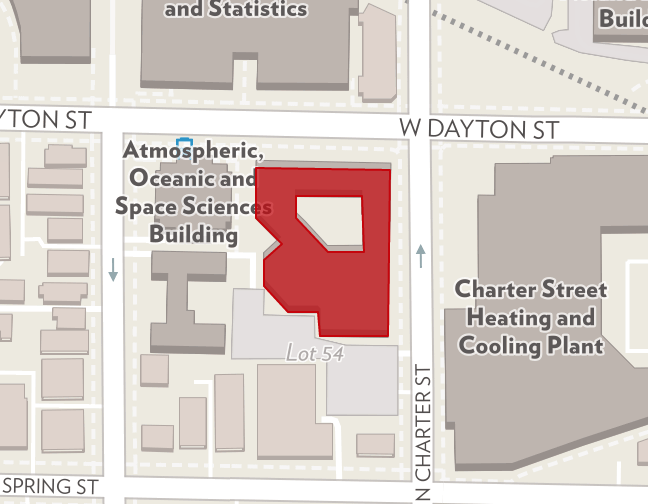 and Statistics
Build
YTON ST
W DAYTON ST
Atmospheric,
Oceanic and
Space Sciences
Building
Charter Street
Heating and
Cooling Plant
Lot 54
N CHARTER ST
SPRING ST